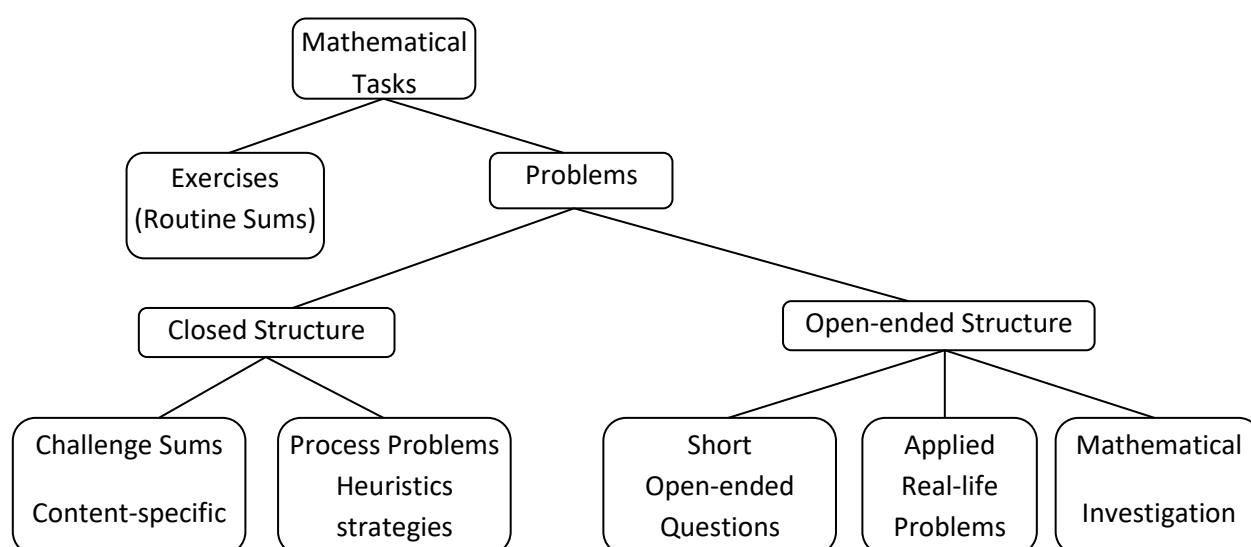 Mathematical
Tasks
Exercises
(Routine Sums)
Problems
Closed Structure
Open-ended Structure
Challenge Sums
Content-specific
Process Problems
Heuristics
strategies
Short
Open-ended
Questions
Applied
Real-life
Problems
Mathematical
Investigation